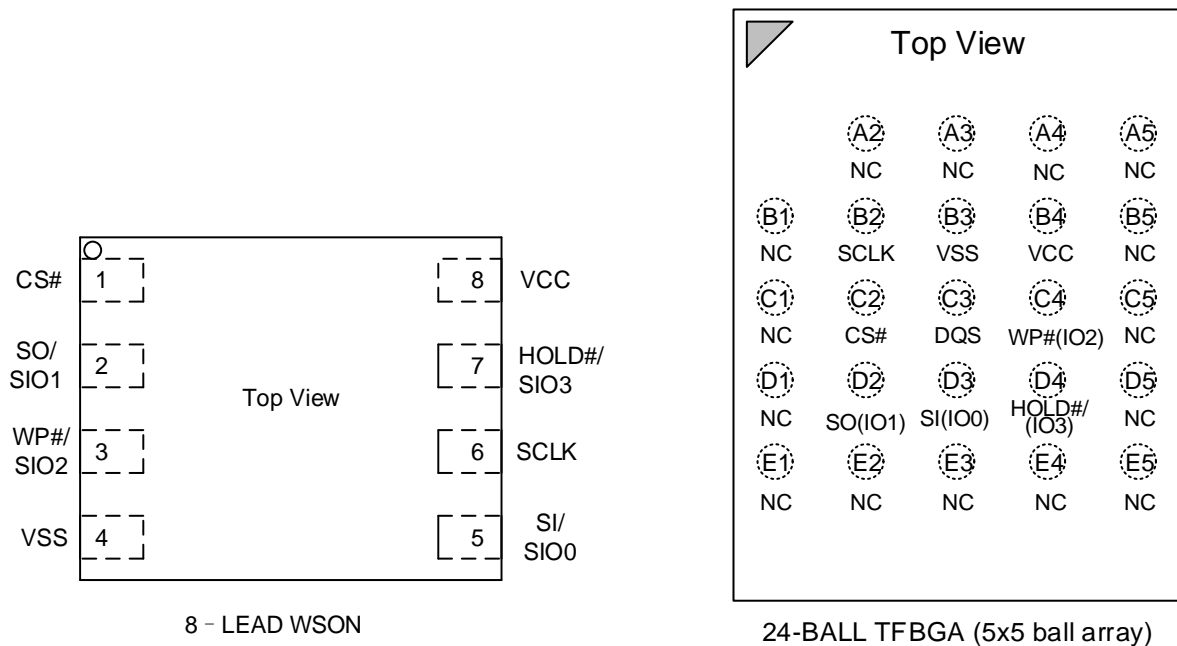 CS#
1
8
VCC
SO/
SIO1
2
7
HOLD#/
SIO3
Top View
WP#/
SIO2
3
6
SCLK
VSS
4
5
SI/
SIO0
8 - LEAD WSON
Top View
A2 A3 A4 A5
NC NC NC NC
B1 B2 B3 B4 B5
NC SCLK VSS VCC NC
C1 C2 C3 C4 C5
NC CS# DQS WP#(IO2) NC
D1 D2 D3 D4 D5
NC SO(IO1) SI(IO0) HOLD#/ NC
(IO3)
E1 E2 E3 E4 E5
NC NC NC NC NC
24-BALL TFBGA (5x5 ball array)